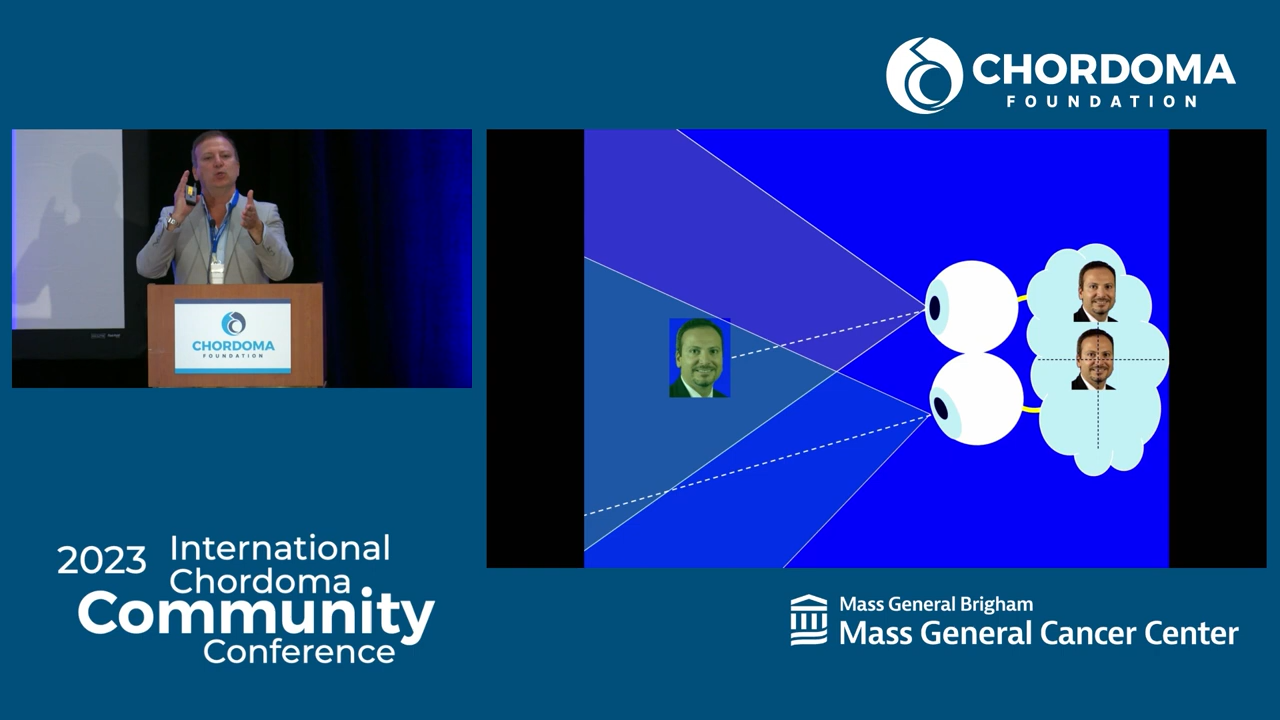 CHORDOMA
FOUNDATION
CHORDOMA
FOUNDATION
2023 International
Chordoma
Community
Conference
Mass General Brigham
Mass General Cancer Center